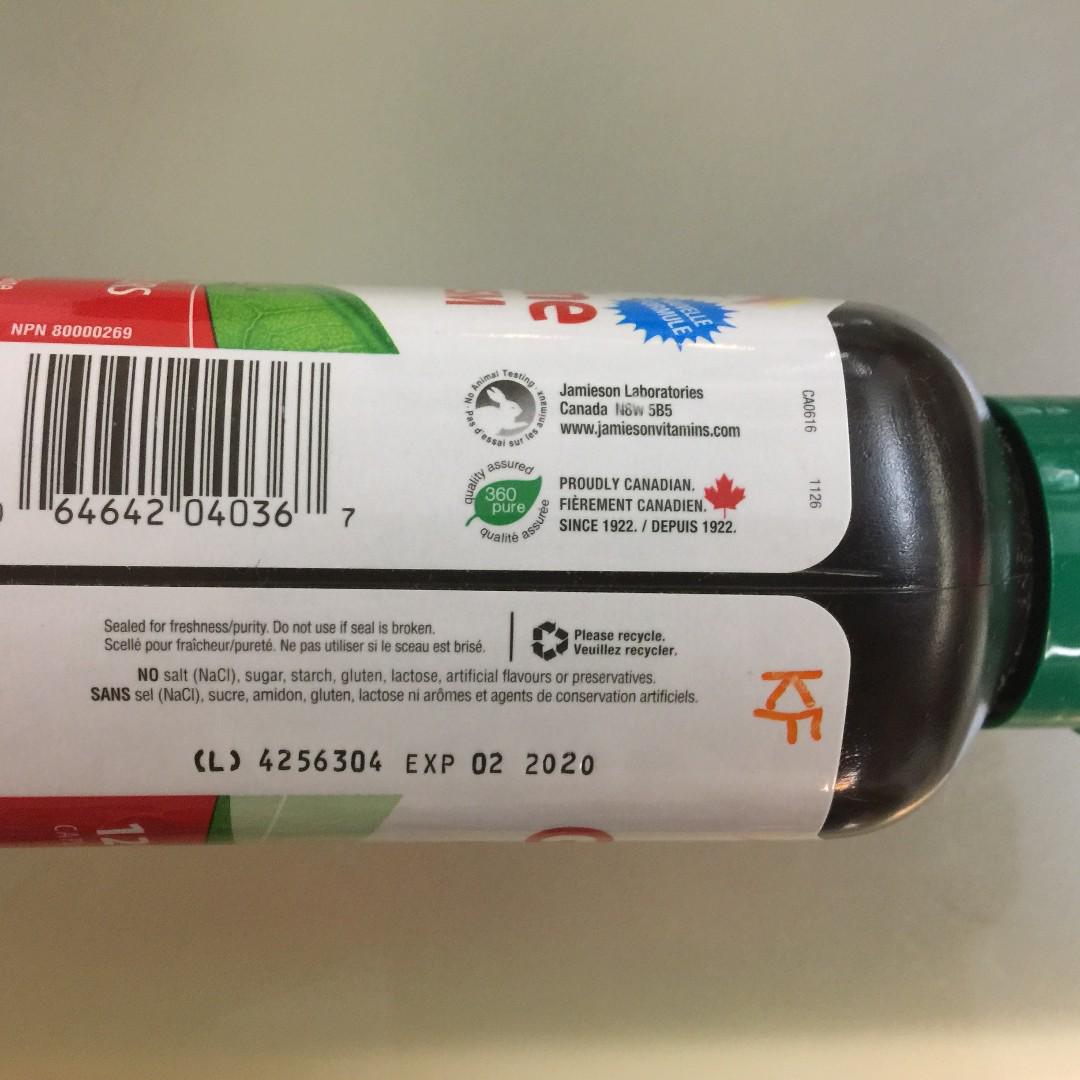 NPN 80000269
64642 04036 7
No Animal Testing
Pas d'essai sur les animaux
Jamieson Laboratories
Canada N8W 5B5
www.jamiesonvitamins.com
quality assured
360
pure
qualité assurée
PROUDLY CANADIAN.
FIÈREMENT CANADIEN.
SINCE 1922. / DEPUIS 1922.
CA0616
1126
Sealed for freshness/purity. Do not use if seal is broken.
Scellé pour fraîcheur/pureté. Ne pas utiliser si le sceau est brisé.
Please recycle.
Veuillez recycler.
NO salt (NaCl), sugar, starch, gluten, lactose, artificial flavours or preservatives.
SANS sel (NaCl), sucre, amidon, gluten, lactose ni arômes et agents de conservation artificiels.
KF
(L) 4256304 EXP 02 2020